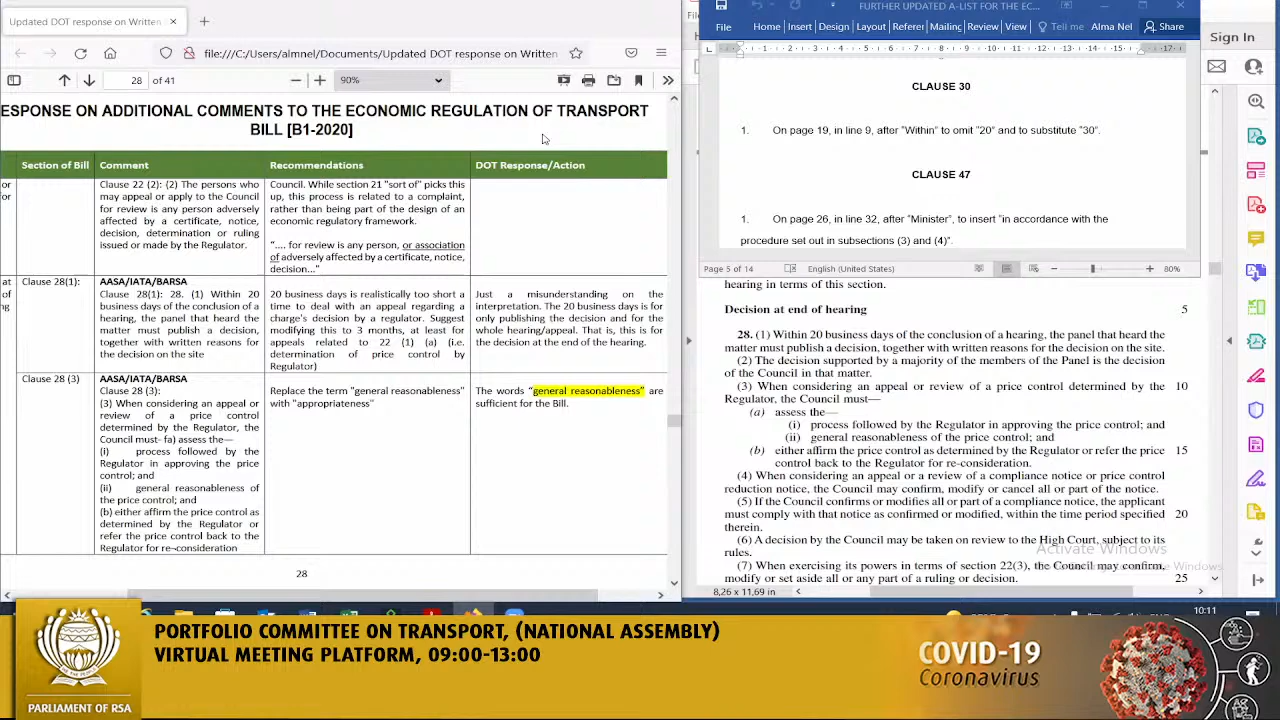 Updated DOT response on Written
file:///C:/Users/almnel/Documents/Updated DOT response on Written
28 of 41
90%
ESPONSE ON ADDITIONAL COMMENTS TO THE ECONOMIC REGULATION OF TRANSPORT
BILL [B1-2020]
Section of Bill Comment Recommendations DOT Response/Action
or
for
Clause 22 (2): (2) The persons who
may appeal or apply to the Council
for review is any person adversely
affected by a certificate, notice,
decision, determination or ruling
issued or made by the Regulator.
Council. While section 21 "sort of" picks this
up, this process is related to a complaint,
rather than being part of the design of an
economic regulatory framework.
".... for review is any person, or association
of adversely affected by a certificate, notice,
decision..."
at
of
ng
Clause 28(1):
AASA/IATA/BARSA
Clause 28(1): 28. (1) Within 20
business days of the conclusion of a
hearing, the panel that heard the
matter must publish a decision,
together with written reasons for
the decision on the site
20 business days is realistically too short a
time to deal with an appeal regarding a
charge's decision by a regulator. Suggest
modifying this to 3 months, at least for
appeals related to 22 (1) (a) (i.e.
determination of price control by
Regulator)
Just a misunderstanding on the
interpretation. The 20 business days is for
only publishing the decision and for the
whole hearing/appeal. That is, this is for
the decision at the end of the hearing.
Clause 28 (3)
AASA/IATA/BARSA
Clause 28 (3):
(3) When considering an appeal or
review of a price control
determined by the Regulator, the
Council must- fa) assess the—
(i) process followed by the
Regulator in approving the price
control; and
(ii) general reasonableness of
the price control; and
(b) either affirm the price control as
determined by the Regulator or
refer the price control back to the
Regulator for re¬consideration
Replace the term "general reasonableness"
with "appropriateness"
The words "general reasonableness" are
sufficient for the Bill.
28
FURTHER UPDATED A-LIST FOR THE EC...
File Home Insert Design Layout Referer Mailing Review View Tell me Alma Nel Share
Sign In
CLAUSE 30
1. On page 19, in line 9, after "Within" to omit "20" and to substitute "30".
CLAUSE 47
1. On page 26, in line 32, after "Minister", to insert "in accordance with the
procedure set out in subsections (3) and (4)".
Page 5 of 14 English (United States) 80%
hearing in terms of this section.
Decision at end of hearing 5
28. (1) Within 20 business days of the conclusion of a hearing, the panel that heard the
matter must publish a decision, together with written reasons for the decision on the site.
(2) The decision supported by a majority of the members of the Panel is the decision
of the Council in that matter.
(3) When considering an appeal or review of a price control determined by the 10
Regulator, the Council must—
(a) assess the—
(i) process followed by the Regulator in approving the price control; and
(ii) general reasonableness of the price control; and
(b) either affirm the price control as determined by the Regulator or refer the price 15
control back to the Regulator for re-consideration.
(4) When considering an appeal or a review of a compliance notice or price control
reduction notice, the Council may confirm, modify or cancel all or part of the notice.
(5) If the Council confirms or modifies all or part of a compliance notice, the applicant
must comply with that notice as confirmed or modified, within the time period specified 20
therein.
(6) A decision by the Council may be taken on review to the High Court, subject to its
rules.
Activate Windows
(7) When exercising its powers in terms of section 22(3), the Council may confirm,
modify or set aside all or any part of a ruling or decision. 25
8,26 x 11,69 in
10:11
PORTFOLIO COMMITTEE ON TRANSPORT, (NATIONAL ASSEMBLY)
VIRTUAL MEETING PLATFORM, 09:00-13:00
PARLIAMENT OF RSA
COVID-19
Coronavirus